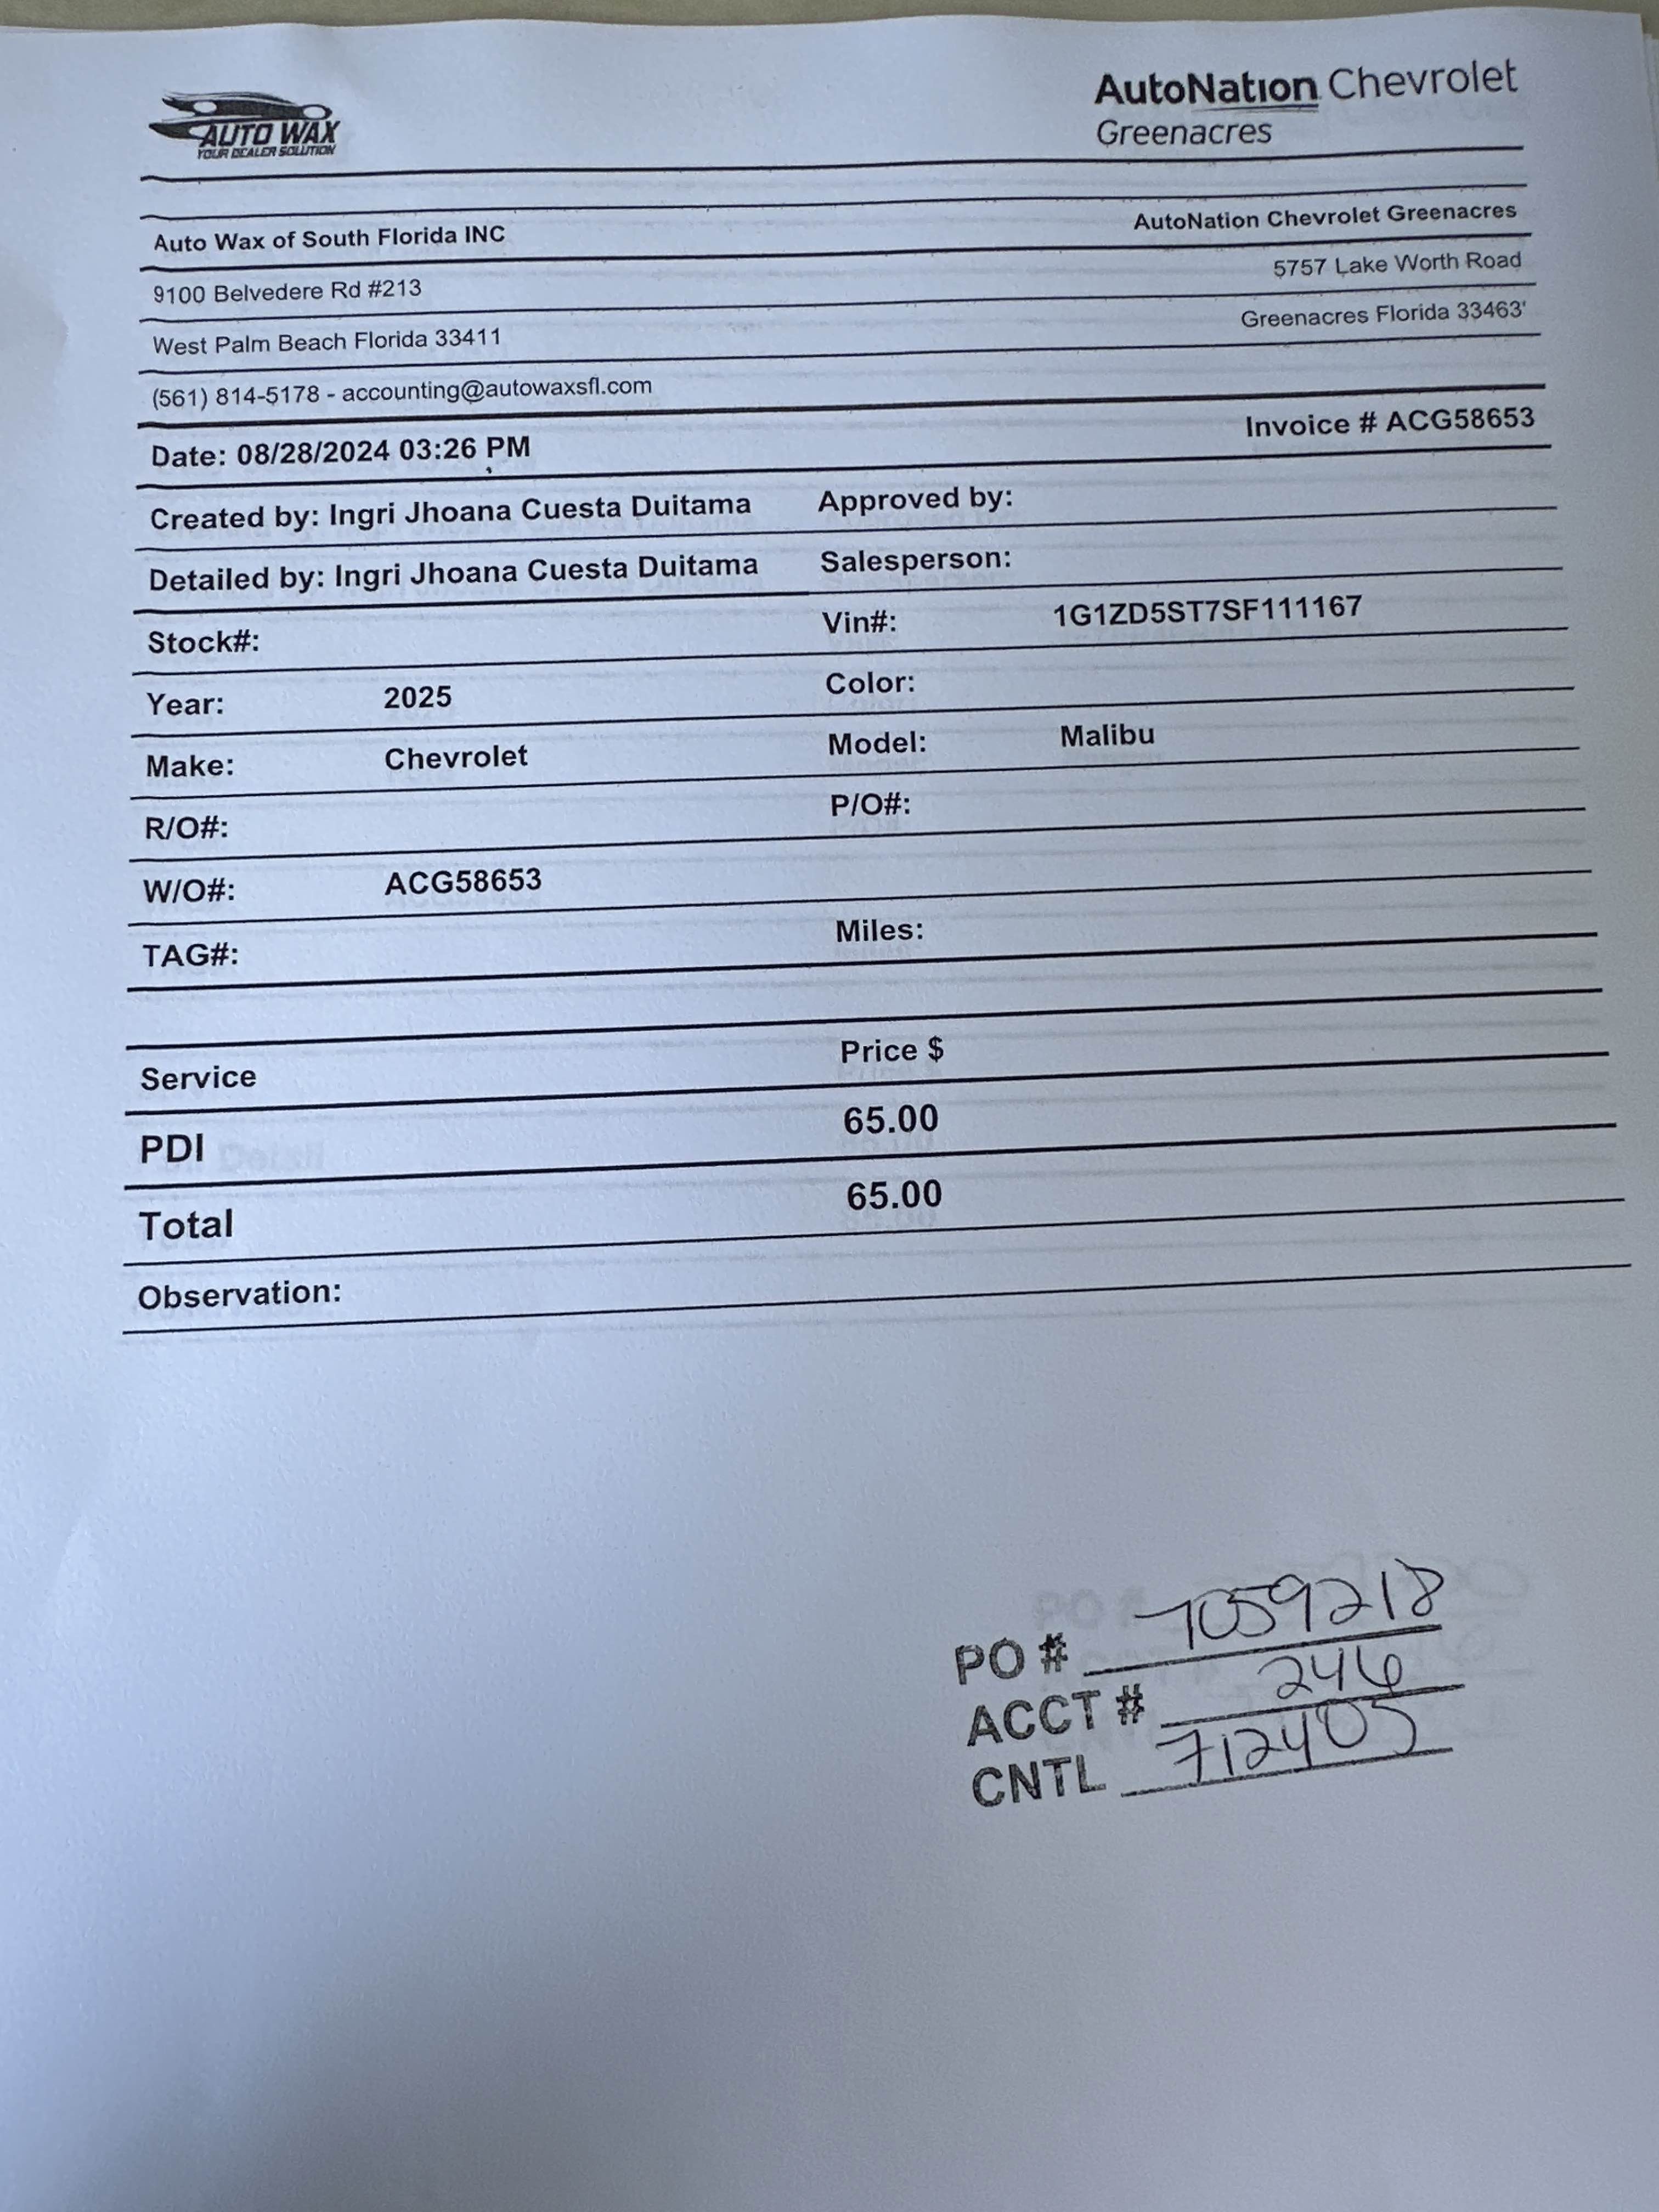 AUTO WAX
YOUR DEALER SOLUTION
AutoNation Chevrolet
Greenacres
Auto Wax of South Florida INC
AutoNation Chevrolet Greenacres
9100 Belvedere Rd #213
5757 Lake Worth Road
West Palm Beach Florida 33411
Greenacres Florida 33463'
(561) 814-5178 - accounting@autowaxsfl.com
Date: 08/28/2024 03:26 PM
Invoice # ACG58653
Created by: Ingri Jhoana Cuesta Duitama Approved by:
Detailed by: Ingri Jhoana Cuesta Duitama Salesperson:
Stock#: Vin#: 1G1ZD5ST7SF111167
Year: 2025 Color:
Make: Chevrolet Model: Malibu
R/O#: P/O#:
W/O#: ACG58653
TAG#: Miles:
Service Price $
PDI 65.00
Total 65.00
Observation:
PO # 7059218
ACCT # 246
CNTL 712405